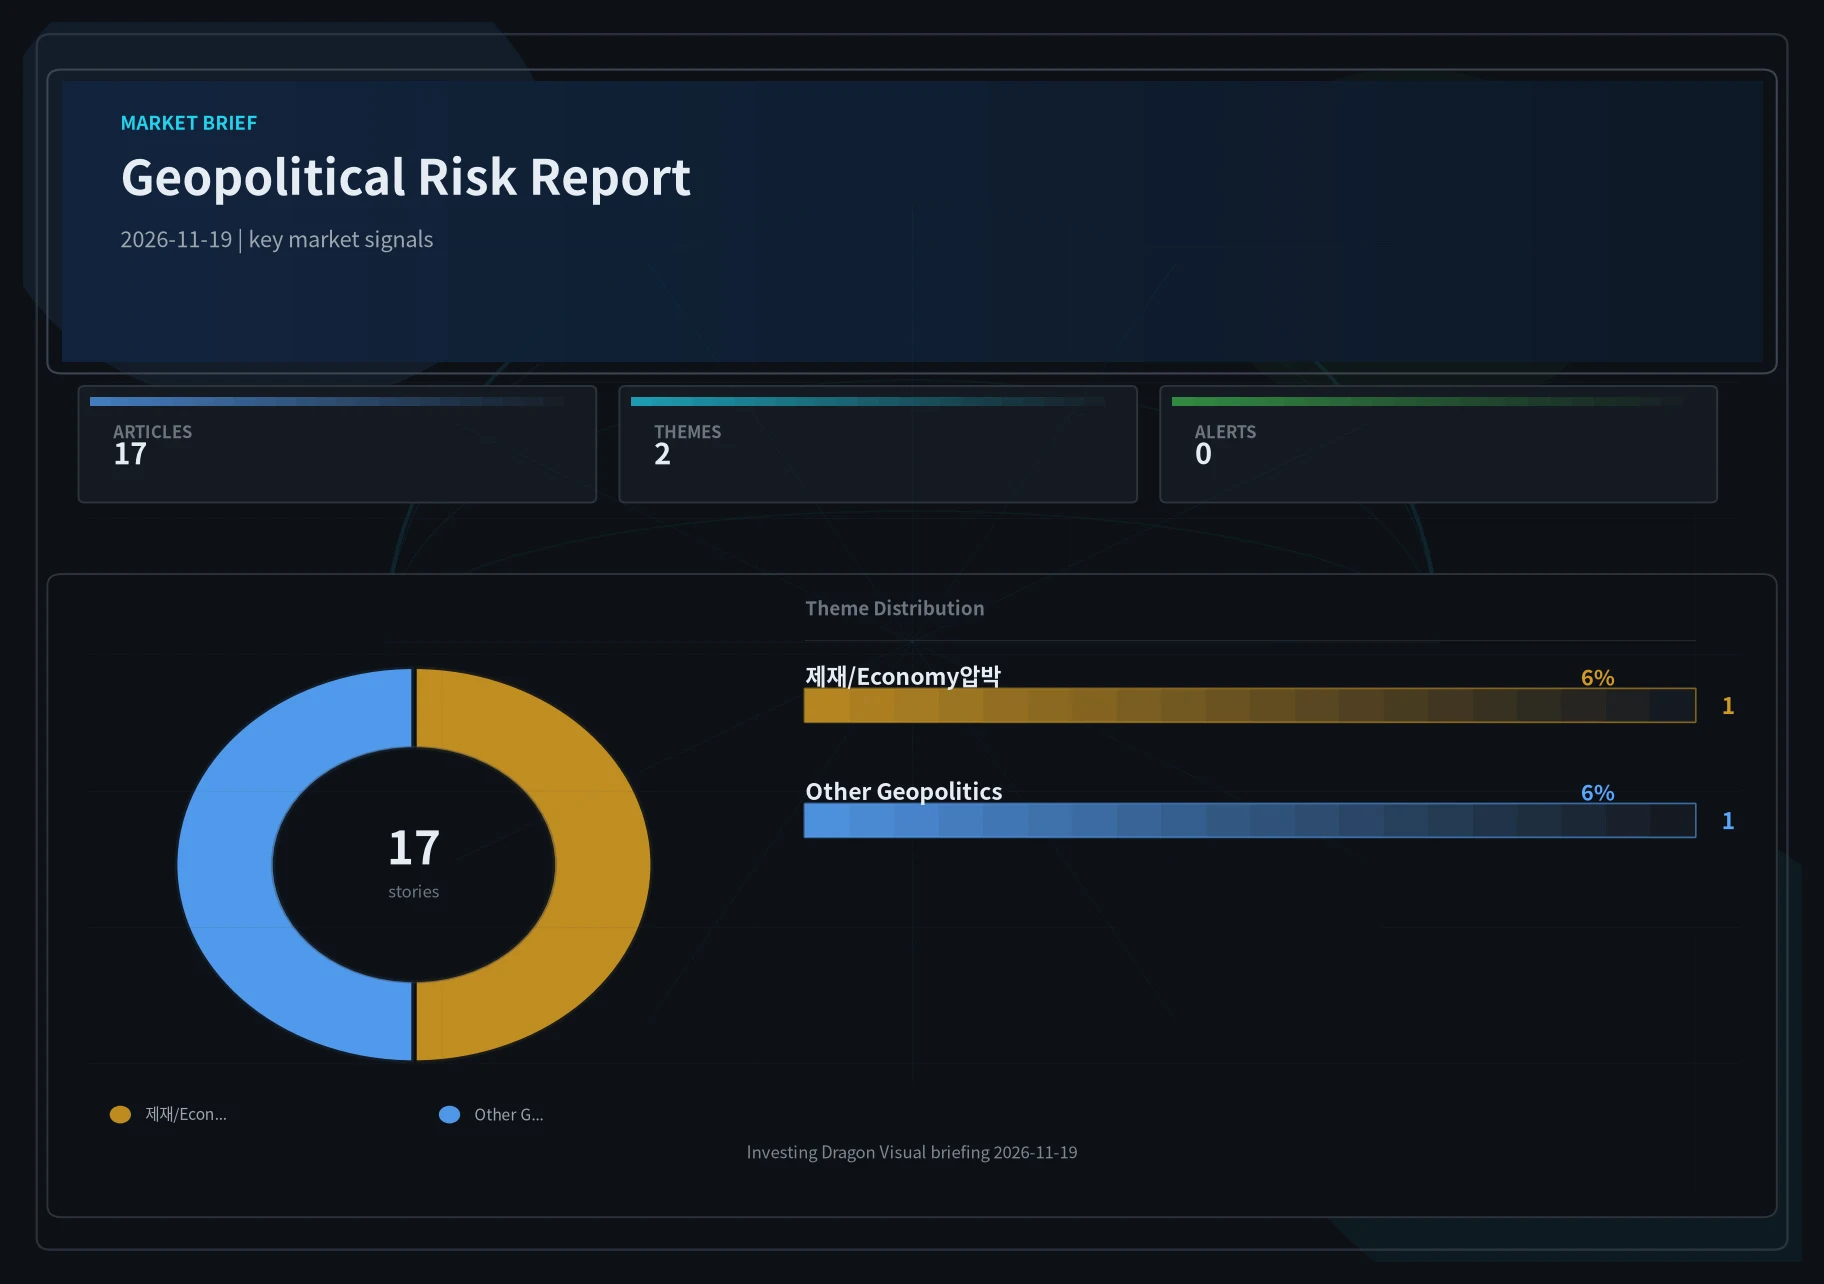 MARKET BRIEF
Geopolitical Risk Report
2026-11-19 | key market signals
ARTICLES
17
THEMES
2
ALERTS
0
Theme Distribution
제재/Economy압박
6%
1
Other Geopolitics
6%
1
17
stories
제재/Econ...
Other G...
Investing Dragon Visual briefing 2026-11-19